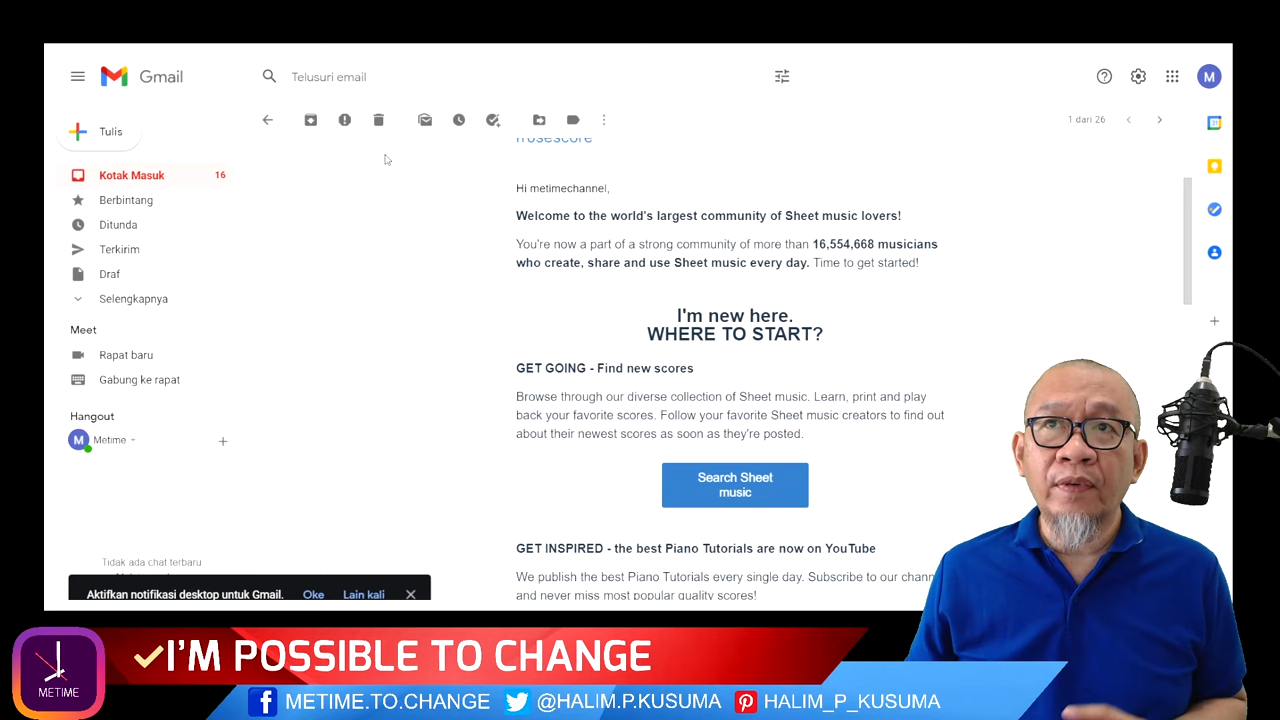 Gmail
Telusuri email
M
1 dari 26
Tulis
Kotak Masuk 16
Berbintang
Ditunda
Terkirim
Draf
Selengkapnya
Meet
Rapat baru
Gabung ke rapat
Hangout
M Metime
Tidak ada chat terbaru
Aktifkan notifikasi desktop untuk Gmail. Oke Lain kali
Hi metimechannel,
Welcome to the world's largest community of Sheet music lovers!
You're now a part of a strong community of more than 16,554,668 musicians
who create, share and use Sheet music every day. Time to get started!
I'm new here.
WHERE TO START?
GET GOING - Find new scores
Browse through our diverse collection of Sheet music. Learn, print and play
back your favorite scores. Follow your favorite Sheet music creators to find out
about their newest scores as soon as they're posted.
Search Sheet
music
GET INSPIRED - the best Piano Tutorials are now on YouTube
We publish the best Piano Tutorials every single day. Subscribe to our
and never miss most popular quality scores!
I'M POSSIBLE TO CHANGE
METIME
METIME.TO.CHANGE @HALIM.P.KUSUMA HALIM_P_KUSUMA